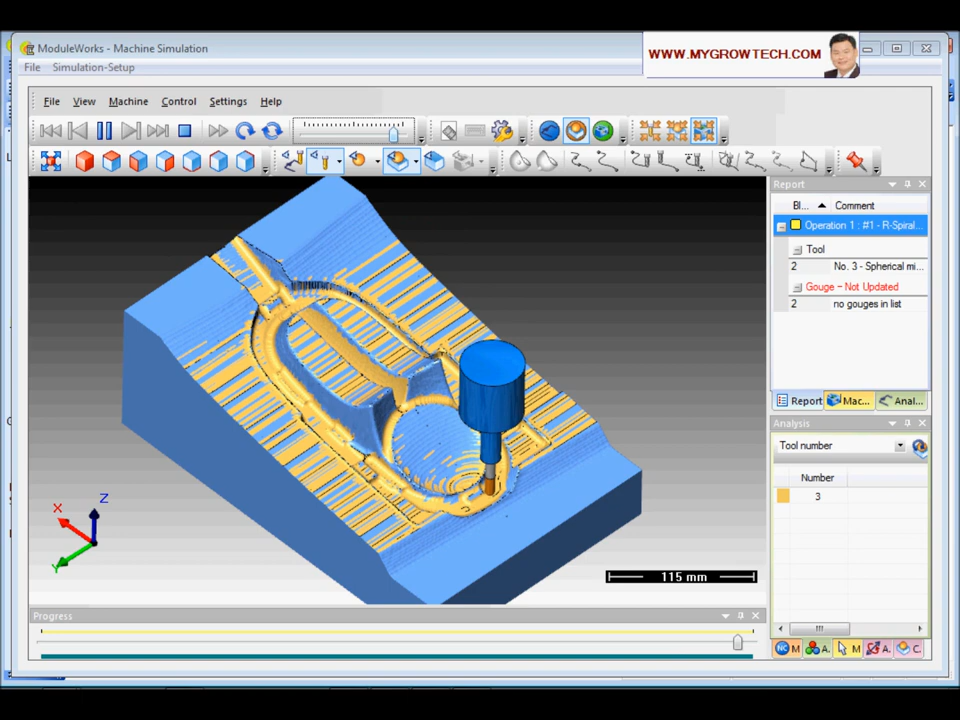 ModuleWorks - Machine Simulation
WWW.MYGROWTECH.COM
File Simulation-Setup
File View Machine Control Settings Help
Report
Bl... Comment
Operation 1 : #1 - R-Spiral...
Tool
2 No. 3 - Spherical mi...
Gouge - Not Updated
2 no gouges in list
Report Mac... Anal...
Analysis
Tool number
Number
3
X
Z
Y
115 mm
Progress
NC M A. M A. C.